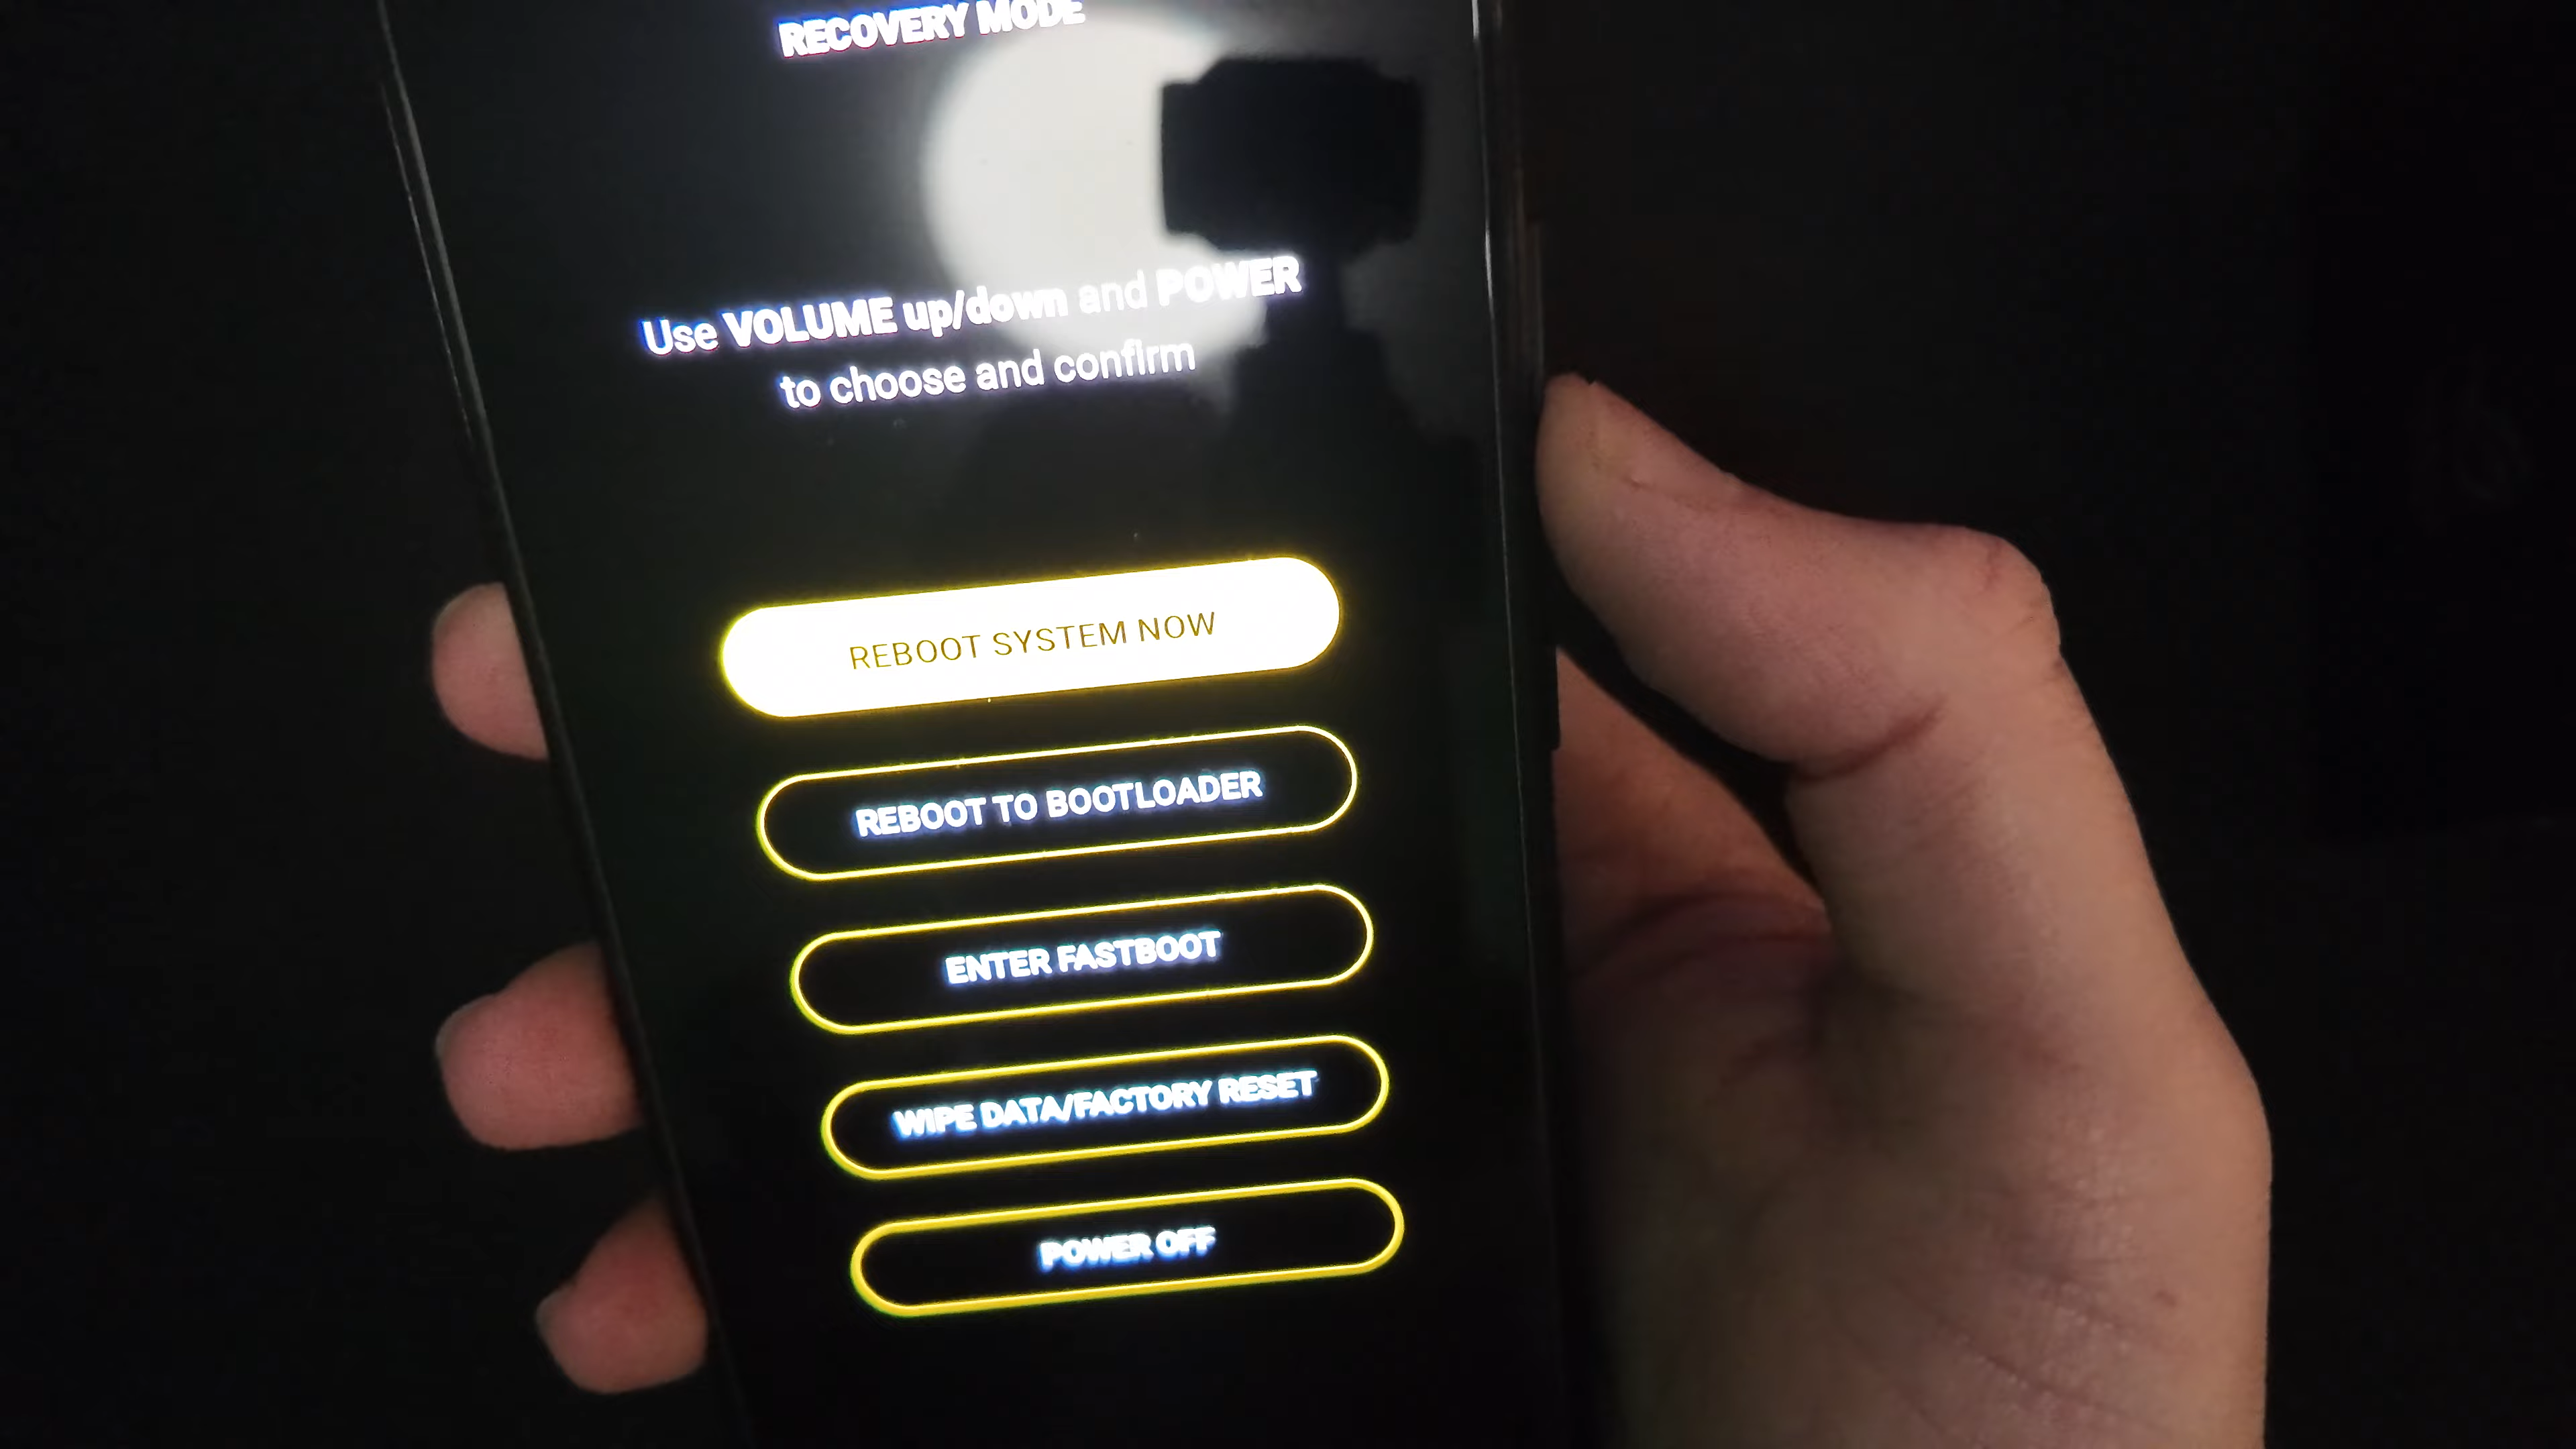 RECOVERY MODE
Use VOLUME up/down and POWER
to choose and confirm
REBOOT SYSTEM NOW
REBOOT TO BOOTLOADER
ENTER FASTBOOT
WIPE DATA/FACTORY RESET
POWER OFF